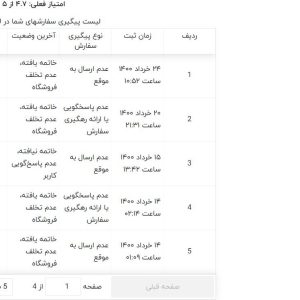 امتیاز فعلی: ۴.۷ از ۵
لیست پیگیری سفارشهای شما در
ردیف زمان ثبت نوع پیگیری سفارش آخرین وضعیت
1 ۲۴ خرداد ۱۴۰۰ ساعت ۱۰:۵۲ عدم ارسال به موقع خاتمه یافته، عدم تخلف فروشگاه
2 ۲۰ خرداد ۱۴۰۰ ساعت ۲۱:۳۱ عدم پاسخگویی یا ارائه رهگیری سفارش خاتمه یافته، عدم تخلف فروشگاه
3 ۱۵ خرداد ۱۴۰۰ ساعت ۱۳:۴۲ عدم ارسال به موقع خاتمه نیافته، عدم پاسخ‌گویی کاربر
4 ۱۴ خرداد ۱۴۰۰ ساعت ۰۲:۱۴ عدم پاسخگویی یا ارائه رهگیری سفارش خاتمه یافته، عدم تخلف فروشگاه
5 ۱۴ خرداد ۱۴۰۰ ساعت ۰۱:۰۹ عدم ارسال به موقع خاتمه یافته، عدم تخلف فروشگاه
صفحه قبلی صفحه 1 از 4 5